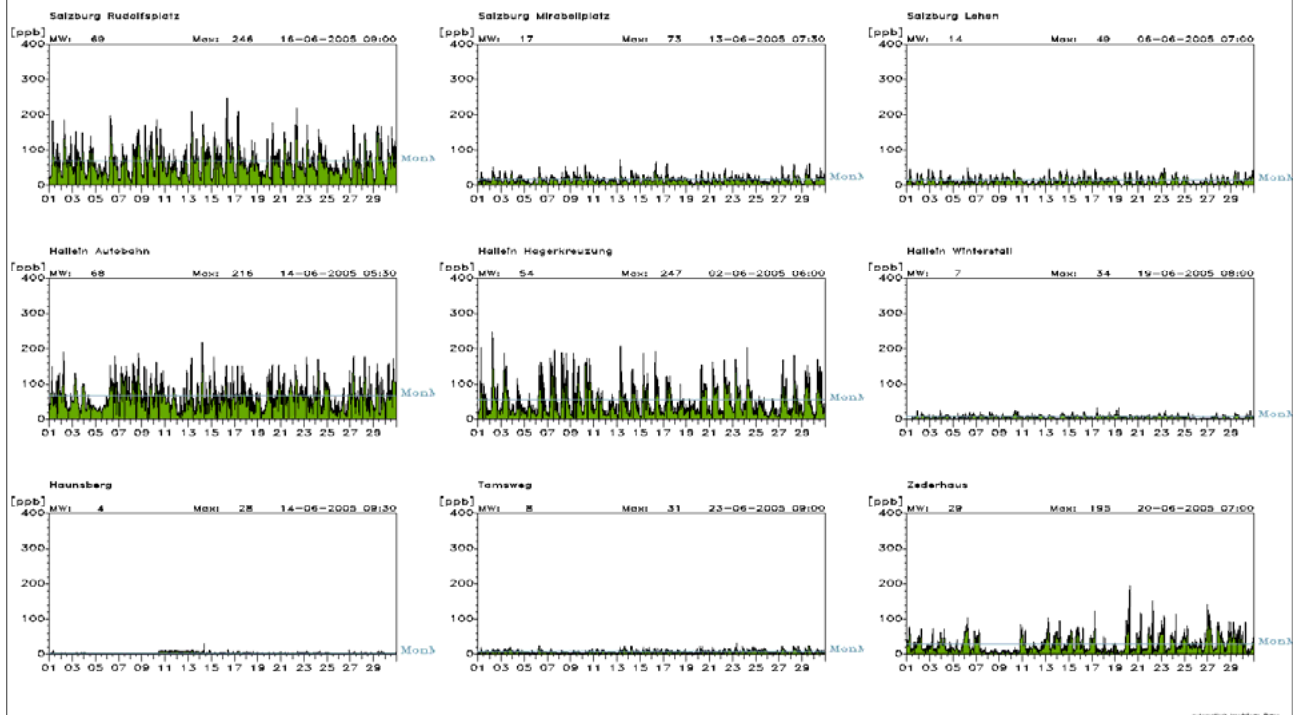 Salzburg Rudolfsplatz
[ppb] MW: 69 Max: 246 16-06-2005 09:00
400
300
200
100
0
MonM
01 03 05 07 09 11 13 15 17 19 21 23 25 27 29
Salzburg Mirabellplatz
[ppb] MW: 17 Max: 73 13-06-2005 07:30
400
300
200
100
0
MonM
01 03 05 07 09 11 13 15 17 19 21 23 25 27 29
Salzburg Lehen
[ppb] MW: 14 Max: 49 06-06-2005 07:00
400
300
200
100
0
MonM
01 03 05 07 09 11 13 15 17 19 21 23 25 27 29
Hallein Autobahn
[ppb] MW: 68 Max: 216 14-06-2005 05:30
400
300
200
100
0
MonM
01 03 05 07 09 11 13 15 17 19 21 23 25 27 29
Hallein Hagerkreuzung
[ppb] MW: 54 Max: 247 02-06-2005 06:00
400
300
200
100
0
MonM
01 03 05 07 09 11 13 15 17 19 21 23 25 27 29
Hallein Winterstall
[ppb] MW: 7 Max: 34 19-06-2005 08:00
400
300
200
100
0
MonM
01 03 05 07 09 11 13 15 17 19 21 23 25 27 29
Haunsberg
[ppb] MW: 4 Max: 28 14-06-2005 09:30
400
300
200
100
0
MonM
01 03 05 07 09 11 13 15 17 19 21 23 25 27 29
Tamsweg
[ppb] MW: 8 Max: 31 23-06-2005 09:00
400
300
200
100
0
MonM
01 03 05 07 09 11 13 15 17 19 21 23 25 27 29
Zederhaus
[ppb] MW: 29 Max: 195 20-06-2005 07:00
400
300
200
100
0
MonM
01 03 05 07 09 11 13 15 17 19 21 23 25 27 29